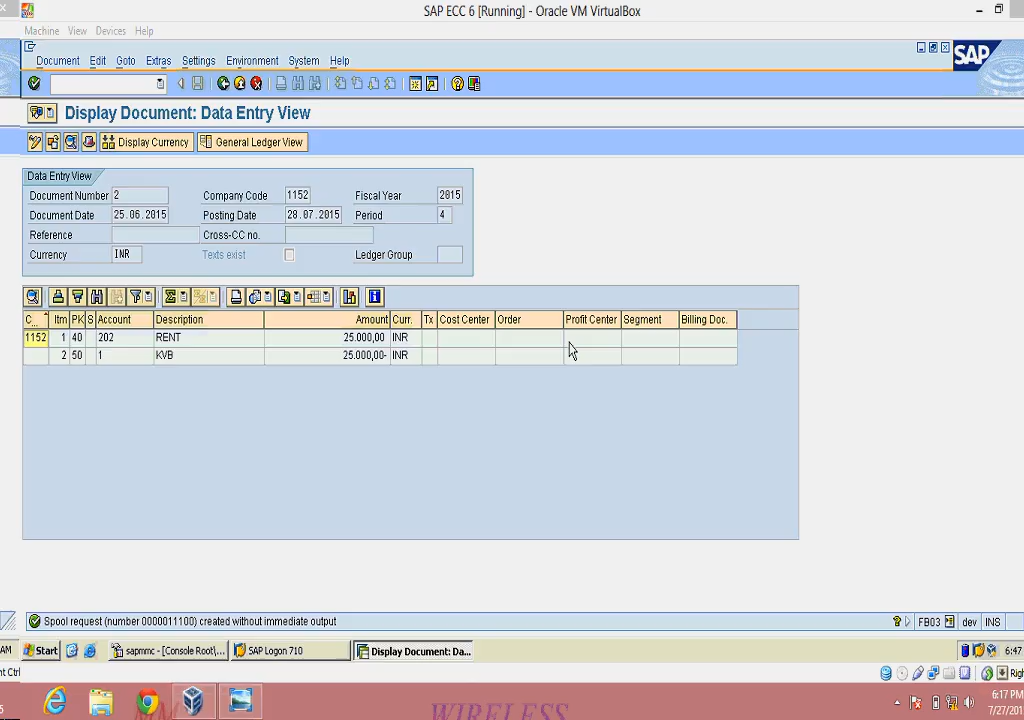 SAP ECC 6 [Running] - Oracle VM VirtualBox
Machine View Devices Help
Document Edit Goto Extras Settings Environment System Help
SAP
Display Document: Data Entry View
Display Currency General Ledger View
Data Entry View
Document Number 2 Company Code 1152 Fiscal Year 2015
Document Date 25.06.2015 Posting Date 28.07.2015 Period 4
Reference Cross-CC no.
Currency INR Texts exist Ledger Group
C... Itm PK S Account Description Amount Curr. Tx Cost Center Order Profit Center Segment Billing Doc.
1152 1 40 202 RENT 25.000,00 INR
2 50 1 KVB 25.000,00- INR
Spool request (number 0000011100) created without immediate output FB03 dev INS
AM Start sapmmc - [Console Root\... SAP Logon 710 Display Document: Da... 6:47
nt Ctrl Righ
6:17 PM
5 WIRELESS 7/27/201